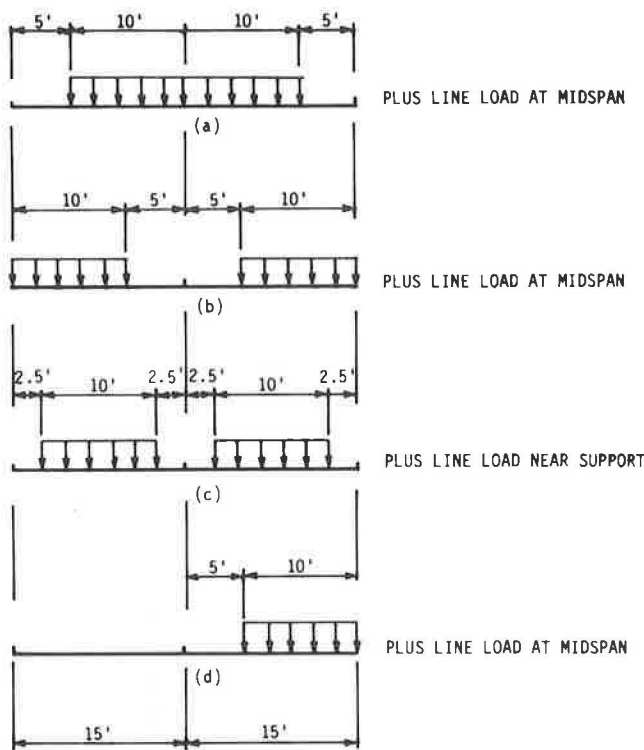 5' 10' 10' 5'
PLUS LINE LOAD AT MIDSPAN
(a)
10' 5' 5' 10'
PLUS LINE LOAD AT MIDSPAN
(b)
2.5' 10' 2.5' 2.5' 10' 2.5'
PLUS LINE LOAD NEAR SUPPORT
(c)
5' 10'
PLUS LINE LOAD AT MIDSPAN
(d)
15' 15'